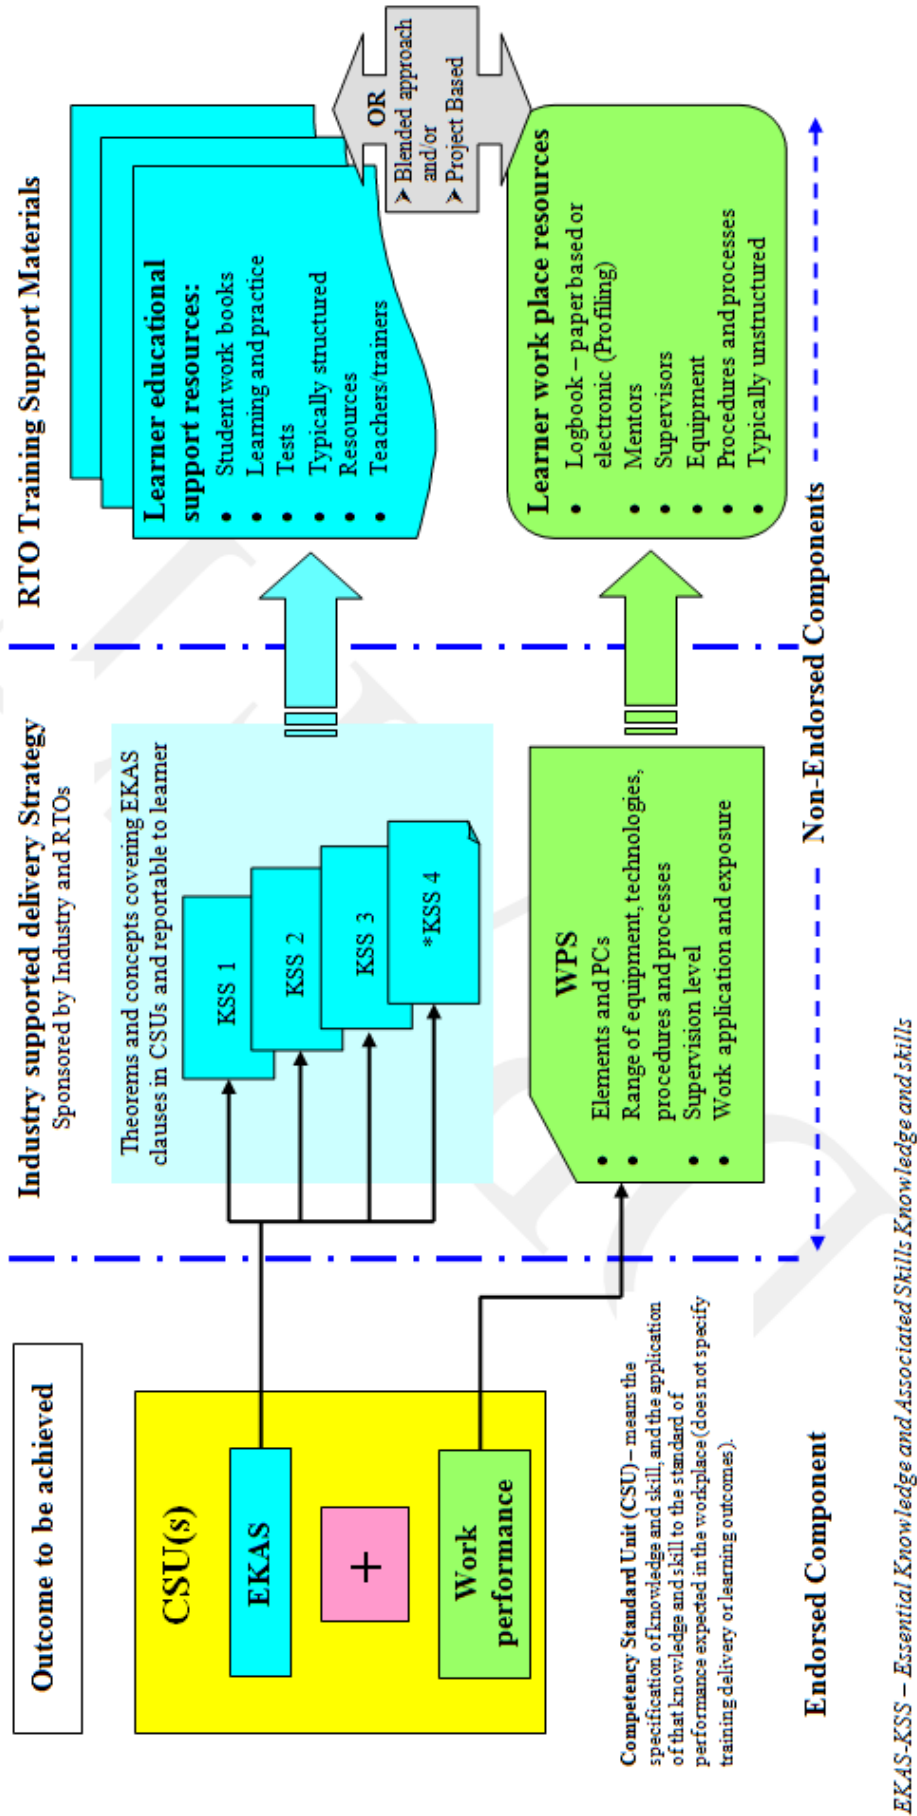 Outcome to be achieved
CSU(s)
EKAS
+
Work
performance
Competency Standard Unit (CSU) – means the
specification of knowledge and skill, and the application
of that knowledge and skill to the standard of
performance expected in the workplace (does not specify
training delivery or learning outcomes).
Endorsed Component
Industry supported delivery Strategy
Sponsored by Industry and RTOs
Theorems and concepts covering EKAS
clauses in CSUs and reportable to learner
KSS 1
KSS 2
KSS 3
*KSS 4
WPS
• Elements and PCs
• Range of equipment, technologies,
procedures and processes
• Supervision level
• Work application and exposure
RTO Training Support Materials
Learner educational
support resources:
• Student work books
• Learning and practice
• Tests
• Typically structured
• Resources
• Teachers/trainers
OR
➤ Blended approach
and/or
➤ Project Based
Learner work place resources
• Logbook – paper based or
electronic (Profiling)
• Mentors
• Supervisors
• Equipment
• Procedures and processes
• Typically unstructured
Non-Endorsed Components
EKAS-KSS – Essential Knowledge and Associated Skills Knowledge and skills